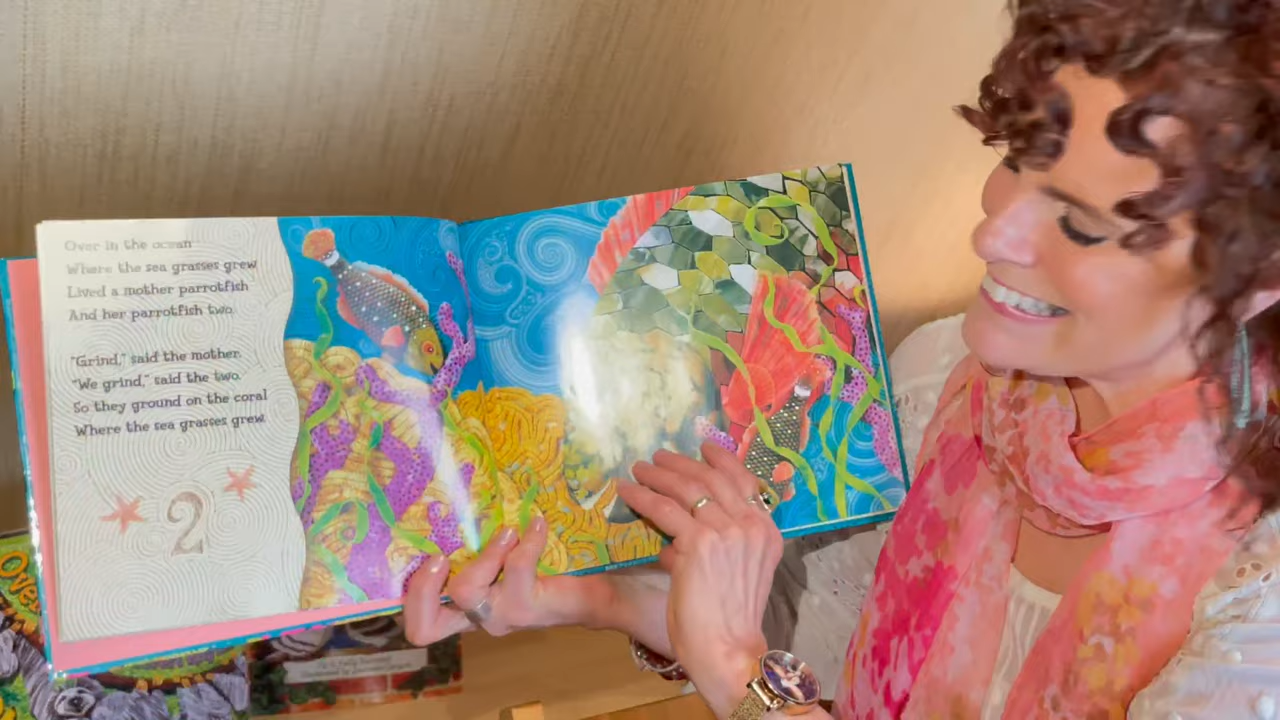 Over in the ocean
Where the sea grasses grew
Lived a mother parrotfish
And her parrotfish two.
"Grind," said the mother.
"We grind," said the two.
So they ground on the coral
Where the sea grasses grew.
2
Over